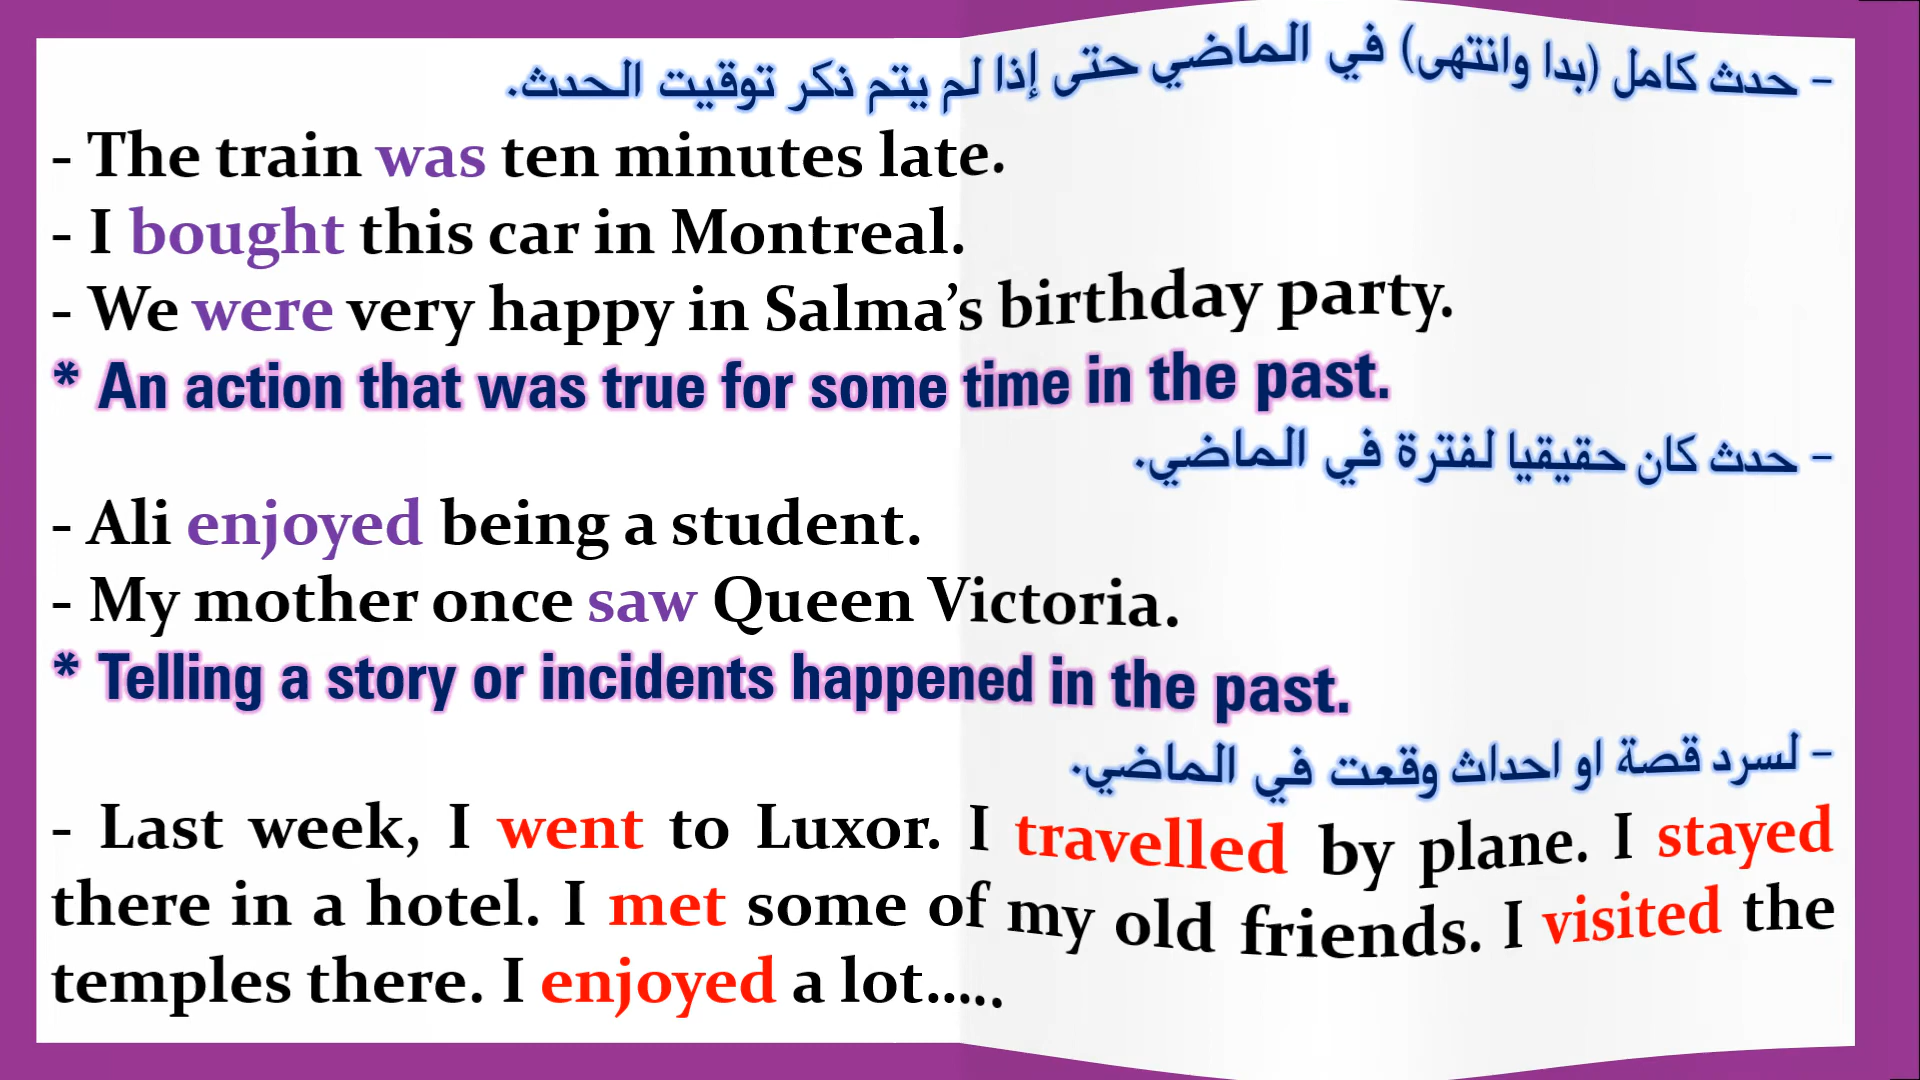 - حدث كامل (بدا وانتهى) في الماضي حتى إذا لم يتم ذكر توقيت الحدث.
- The train was ten minutes late.
- I bought this car in Montreal.
- We were very happy in Salma’s birthday party.
* An action that was true for some time in the past.
- حدث كان حقيقيا لفترة في الماضي.
- Ali enjoyed being a student.
- My mother once saw Queen Victoria.
* Telling a story or incidents happened in the past.
- لسرد قصة او احداث وقعت في الماضي.
- Last week, I went to Luxor. I travelled by plane. I stayed
there in a hotel. I met some of my old friends. I visited the
temples there. I enjoyed a lot.....